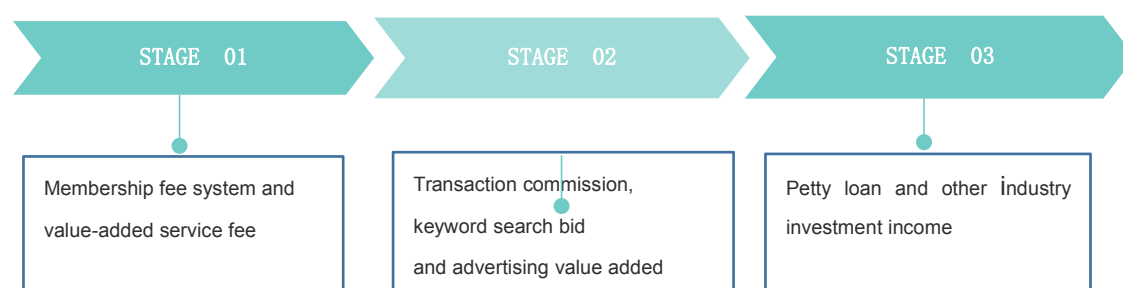 STAGE 01
STAGE 02
STAGE 03
Membership fee system and
value-added service fee
Transaction commission,
keyword search bid
and advertising value added
Petty loan and other industry
investment income